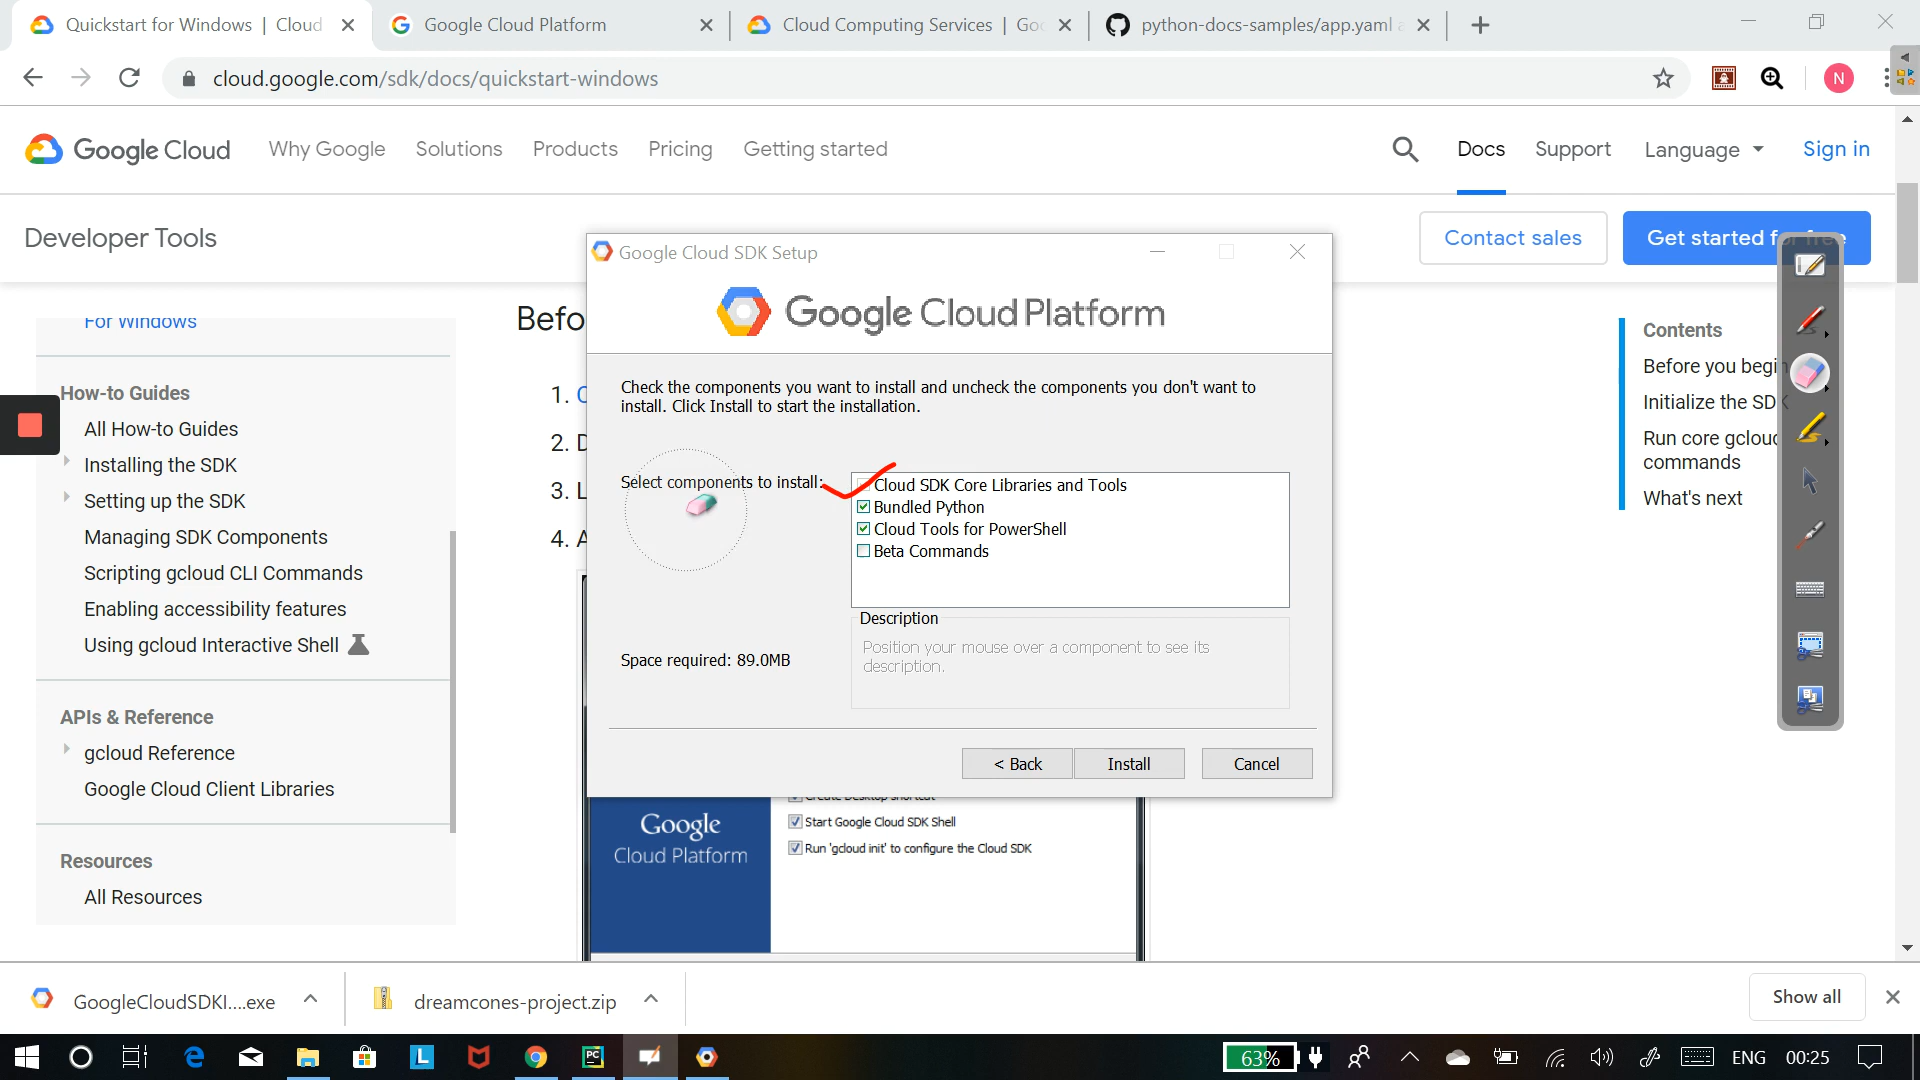 Quickstart for Windows | Cloud
Google Cloud Platform
Cloud Computing Services | Goo
python-docs-samples/app.yaml a
cloud.google.com/sdk/docs/quickstart-windows
N
Google Cloud
Why Google
Solutions
Products
Pricing
Getting started
Docs
Support
Language
Sign in
Developer Tools
Contact sales
Get started for free
For Windows
How-to Guides
All How-to Guides
Installing the SDK
Setting up the SDK
Managing SDK Components
Scripting gcloud CLI Commands
Enabling accessibility features
Using gcloud Interactive Shell
APIs & Reference
gcloud Reference
Google Cloud Client Libraries
Resources
All Resources
Befo
1. C
2. D
3. L
4. A
Google Cloud SDK Setup
Google Cloud Platform
Check the components you want to install and uncheck the components you don't want to
install. Click Install to start the installation.
Select components to install:
Cloud SDK Core Libraries and Tools
Bundled Python
Cloud Tools for PowerShell
Beta Commands
Description
Position your mouse over a component to see its
description.
Space required: 89.0MB
< Back
Install
Cancel
Create Desktop shortcut
Start Google Cloud SDK Shell
Run 'gcloud init' to configure the Cloud SDK
Google
Cloud Platform
Contents
Before you begin
Initialize the SDK
Run core gcloud
commands
What's next
GoogleCloudSDKI....exe
dreamcones-project.zip
Show all
63%
ENG
00:25